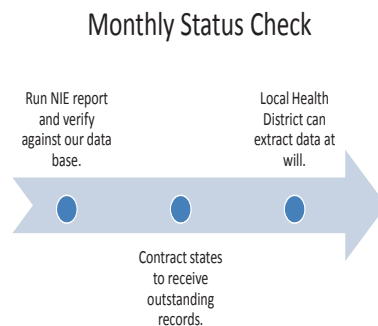 Monthly Status Check
Run NIE report
and verify
against our data
base.
Contract states
to receive
outstanding
records.
Local Health
District can
extract data at
will.